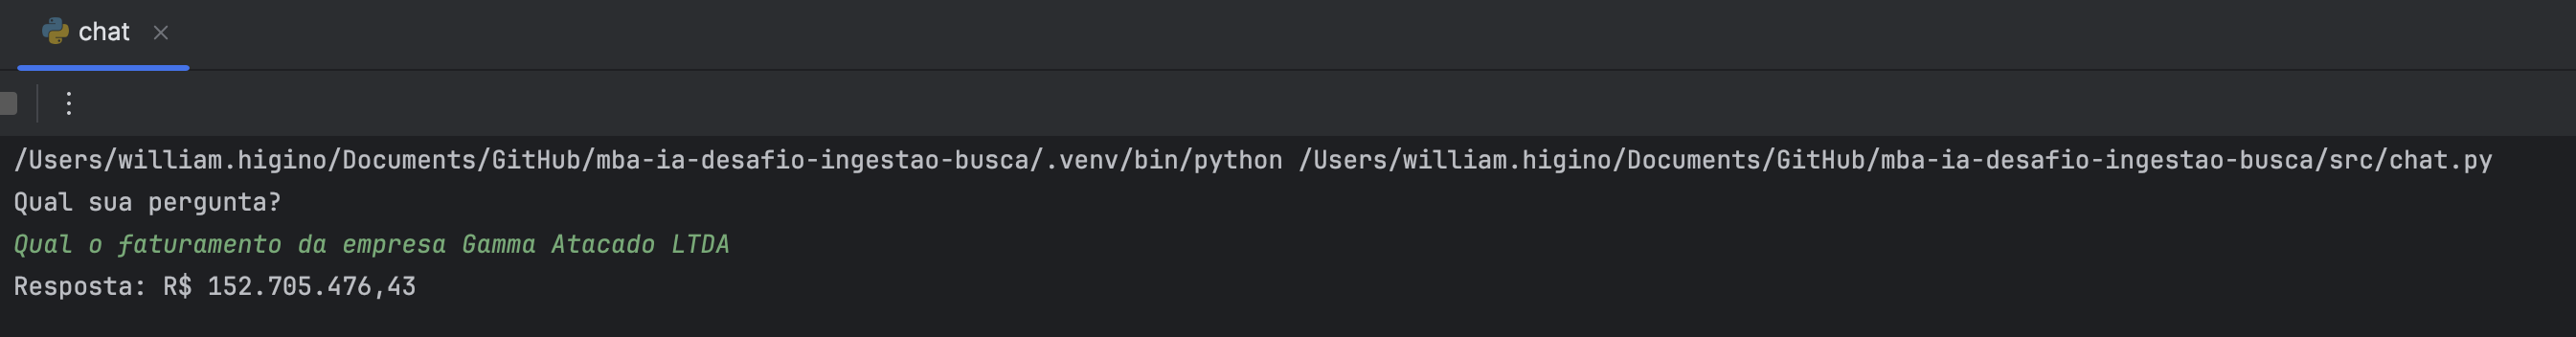 chat
/Users/william.higino/Documents/GitHub/mba-ia-desafio-ingestao-busca/.venv/bin/python /Users/william.higino/Documents/GitHub/mba-ia-desafio-ingestao-busca/src/chat.py
Qual sua pergunta?
Qual o faturamento da empresa Gamma Atacado LTDA
Resposta: R$ 152.705.476,43